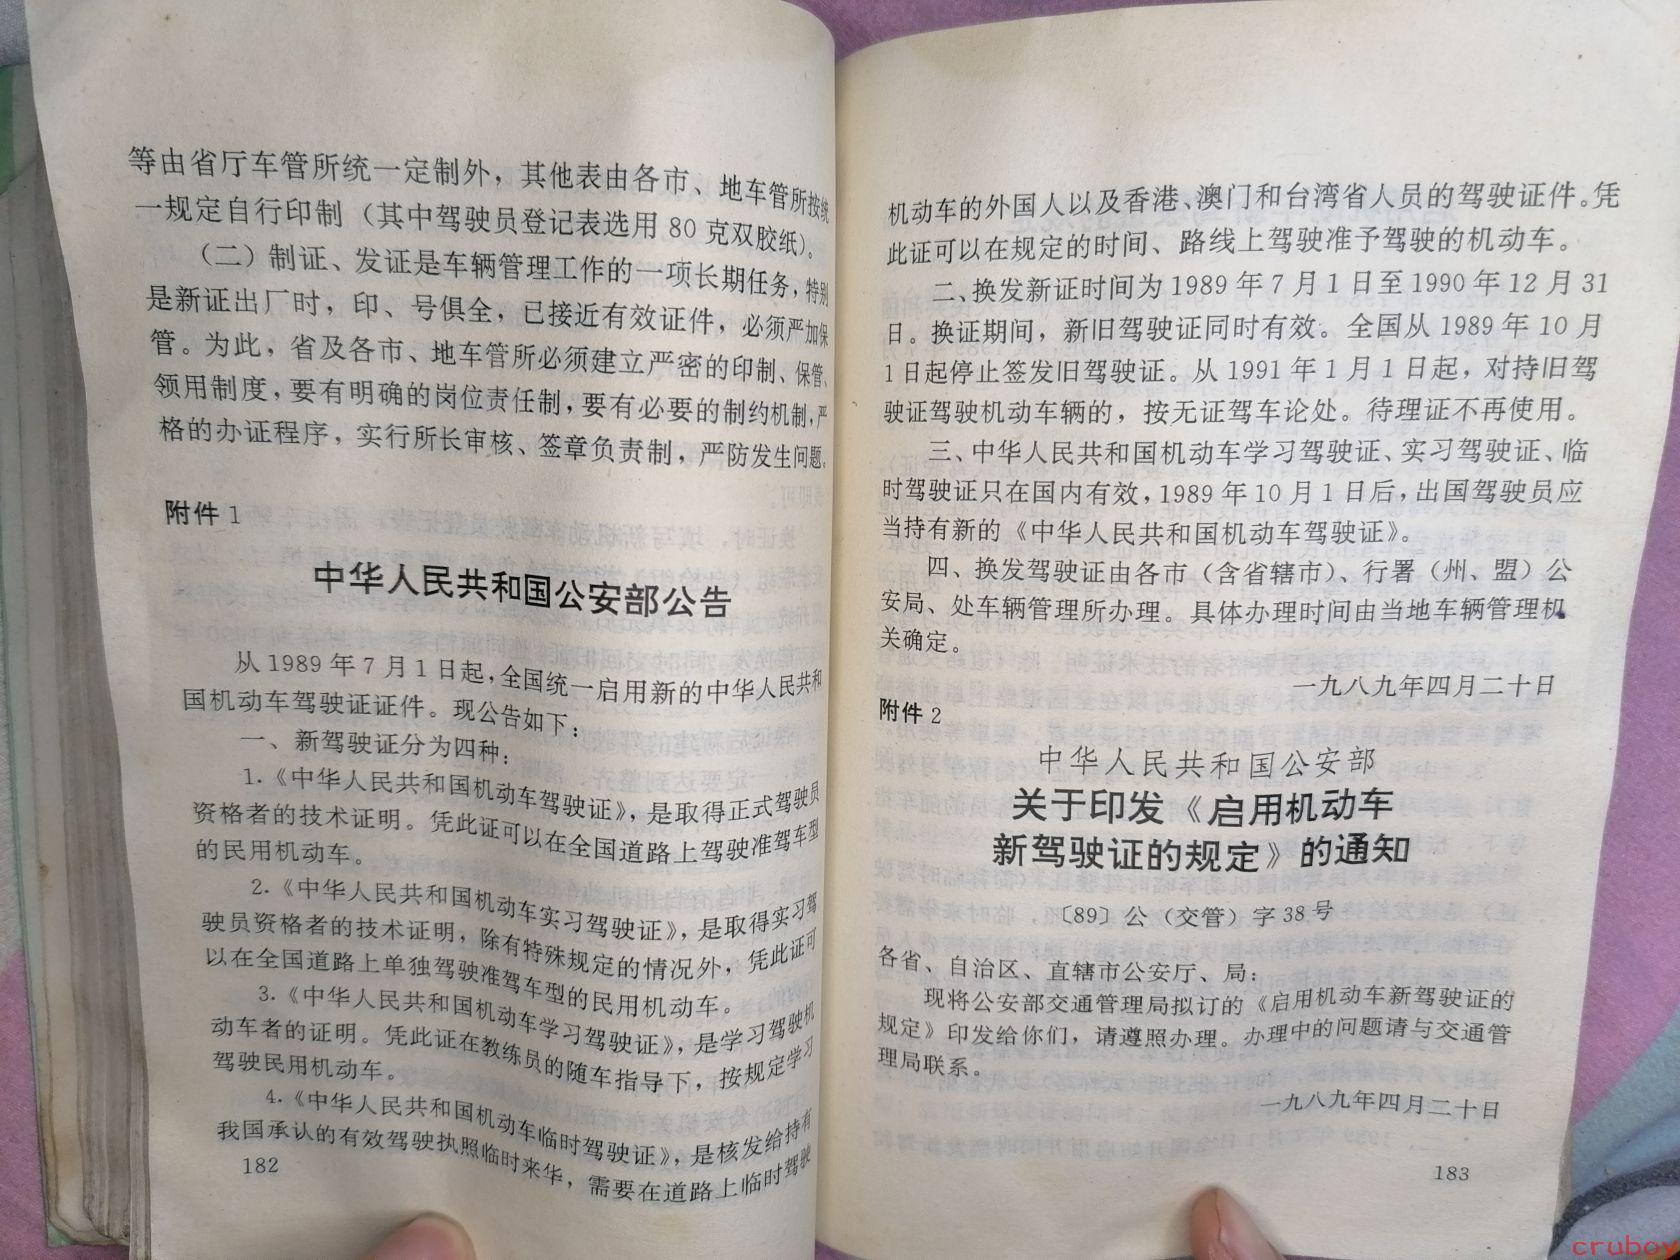 等由省厅车管所统一定制外，其他表由各市、地车管所按统
一规定自行印制（其中驾驶员登记表选用 80 克双胶纸）。
（二）制证、发证是车辆管理工作的一项长期任务，特别
是新证出厂时，印、号俱全，已接近有效证件，必须严加保
管。为此，省及各市、地车管所必须建立严密的印制、保管、
领用制度，要有明确的岗位责任制，要有必要的制约机制，严
格的办证程序，实行所长审核、签章负责制，严防发生问题。
附件 1
中华人民共和国公安部公告
从 1989 年 7 月 1 日起，全国统一启用新的中华人民共和
国机动车驾驶证证件。现公告如下：
一、新驾驶证分为四种：
1.《中华人民共和国机动车驾驶证》，是取得正式驾驶员
资格者的技术证明。凭此证可以在全国道路上驾驶准驾车型
的民用机动车。
2.《中华人民共和国机动车实习驾驶证》，是取得实习驾
驶员资格者的技术证明，除有特殊规定的情况外，凭此证可
以在全国道路上单独驾驶准驾车型的民用机动车。
3.《中华人民共和国机动车学习驾驶证》，是学习驾驶机
动车者的证明。凭此证在教练员的随车指导下，按规定学习
驾驶民用机动车。
4.《中华人民共和国机动车临时驾驶证》，是核发给持有
我国承认的有效驾驶执照临时来华，需要在道路上临时驾驶
182
机动车的外国人以及香港、澳门和台湾省人员的驾驶证件。凭
此证可以在规定的时间、路线上驾驶准予驾驶的机动车。
二、换发新证时间为 1989 年 7 月 1 日至 1990 年 12 月 31
日。换证期间，新旧驾驶证同时有效。全国从 1989 年 10 月
1 日起停止签发旧驾驶证。从 1991 年 1 月 1 日起，对持旧驾
驶证驾驶机动车辆的，按无证驾车论处。待理证不再使用。
三、中华人民共和国机动车学习驾驶证、实习驾驶证、临
时驾驶证只在国内有效，1989 年 10 月 1 日后，出国驾驶员应
当持有新的《中华人民共和国机动车驾驶证》。
四、换发驾驶证由各市（含省辖市）、行署（州、盟）公
安局、处车辆管理所办理。具体办理时间由当地车辆管理机
关确定。
一九八九年四月二十日
附件 2
中华人民共和国公安部
关于印发《启用机动车
新驾驶证的规定》的通知
〔89〕公（交管）字 38 号
各省、自治区、直辖市公安厅、局：
现将公安部交通管理局拟订的《启用机动车新驾驶证的
规定》印发给你们，请遵照办理。办理中的问题请与交通管
理局联系。
一九八九年四月二十日
183
cruboy